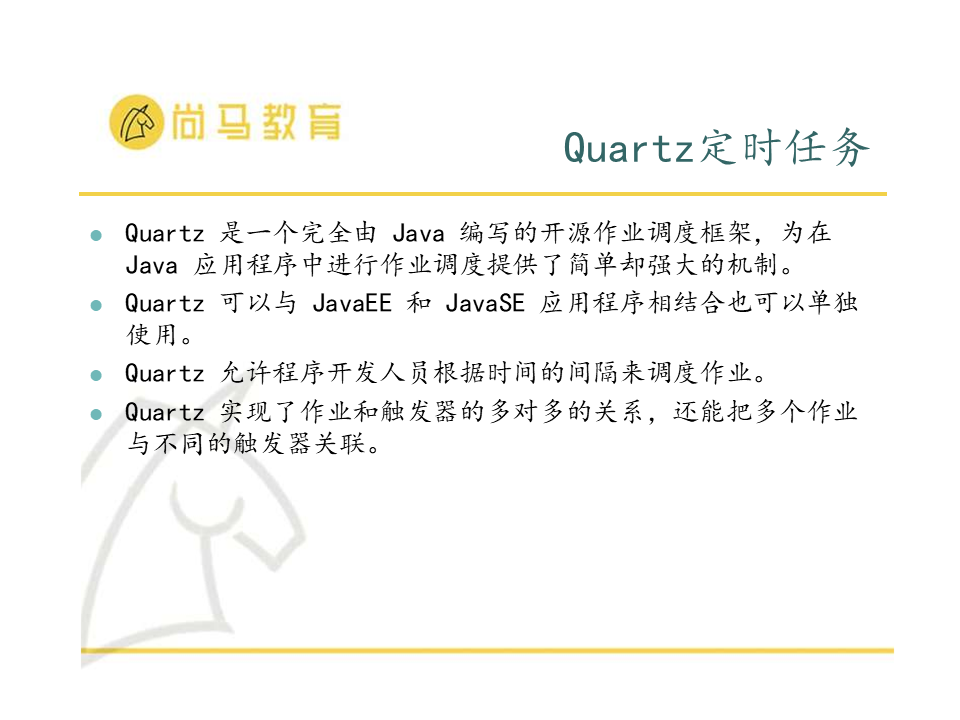 尚马教育
Quartz定时任务
Quartz 是一个完全由 Java 编写的开源作业调度框架，为在
Java 应用程序中进行作业调度提供了简单却强大的机制。
Quartz 可以与 JavaEE 和 JavaSE 应用程序相结合也可以单独
使用。
Quartz 允许程序开发人员根据时间的间隔来调度作业。
Quartz 实现了作业和触发器的多对多的关系，还能把多个作业
与不同的触发器关联。